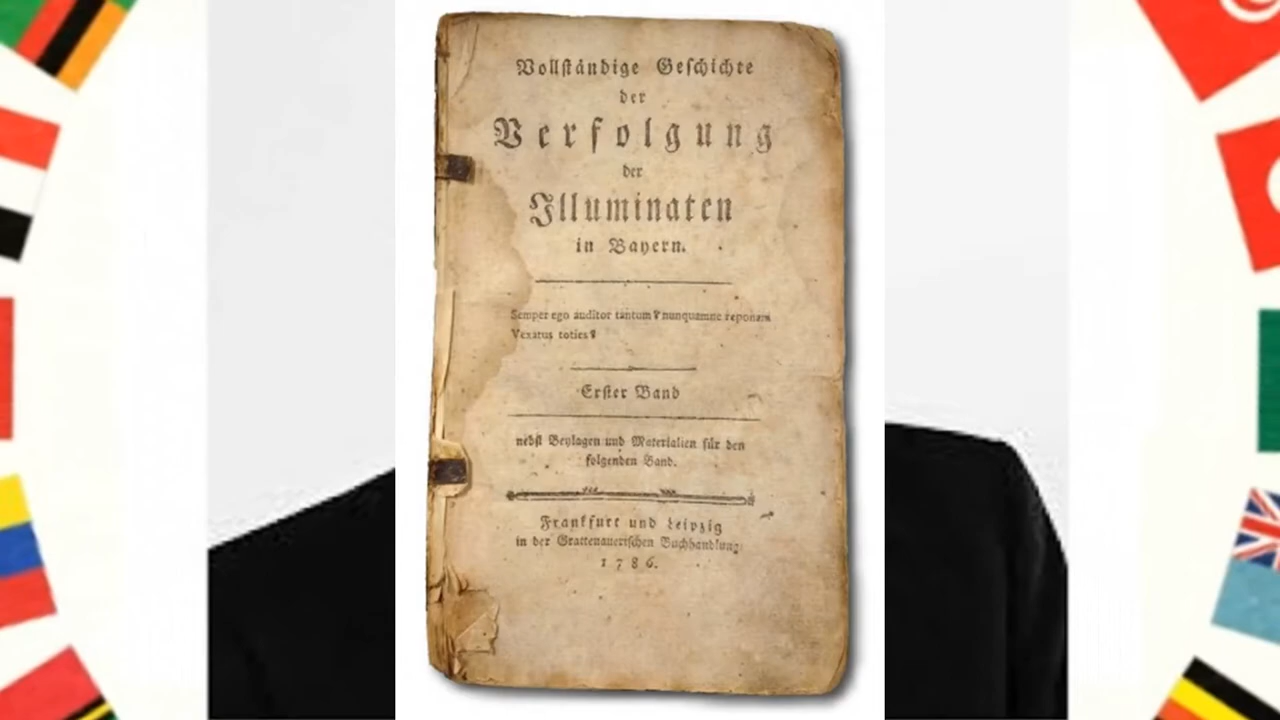 Vollständige Geschichte
der
Verfolgung
der
Illuminaten
in Bayern.
Semper ego auditor tantum? nunquamne reponam
Vexatus toties?
Erster Band
nebst Beylagen und Materialien für den
folgenden Band.
Frankfurt und Leipzig
in der Grattenauerischen Buchhandlung
1786.